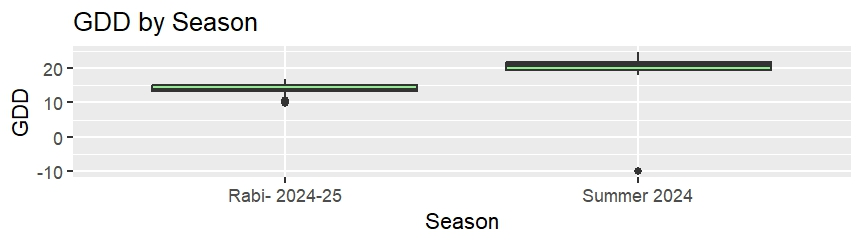 GDD by Season
GDD
20
10
0
-10
Rabi- 2024-25 Summer 2024
Season